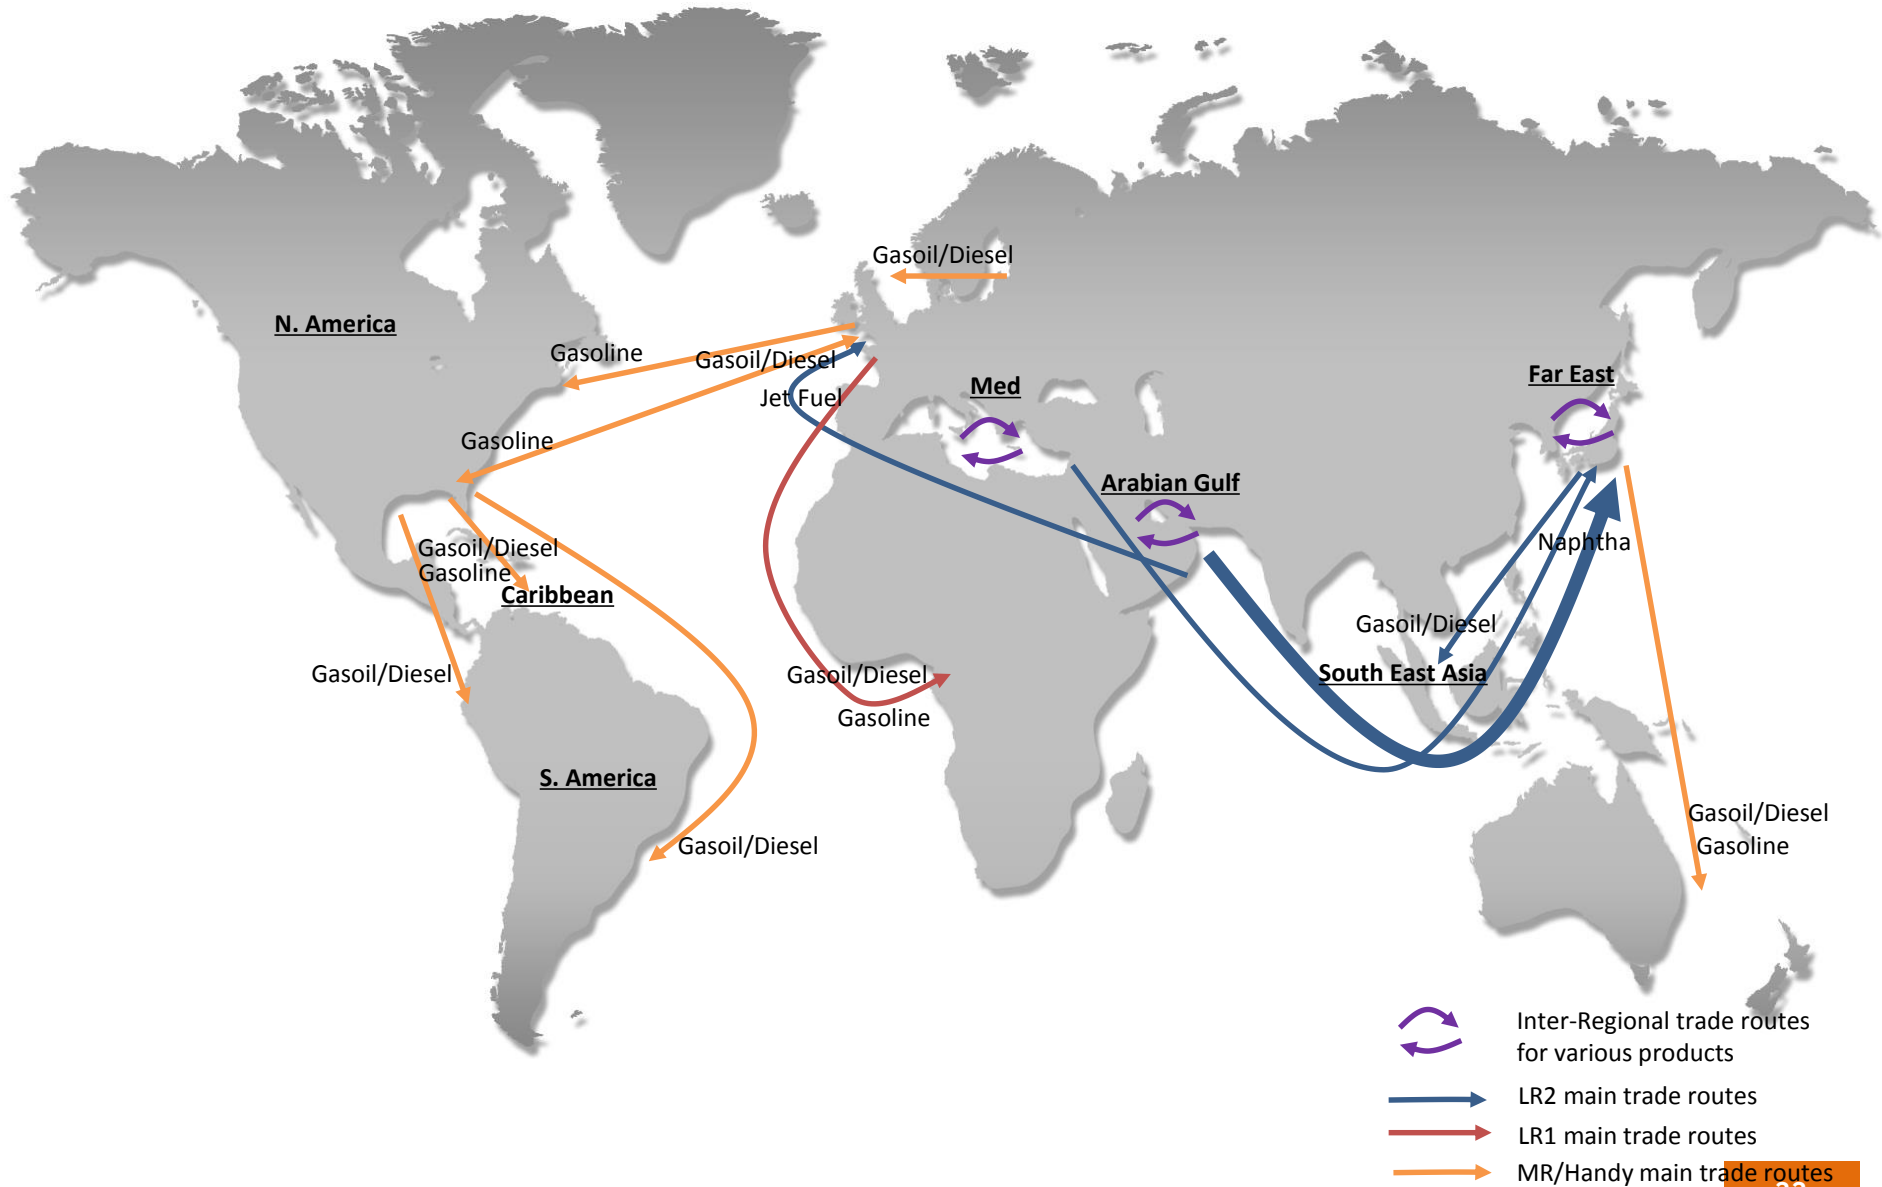 Gasoil/Diesel
N. America
Gasoline
Gasoil/Diesel
Jet Fuel
Med
Far East
Gasoline
Arabian Gulf
Gasoil/Diesel
Gasoline
Caribbean
Naphtha
Gasoil/Diesel
South East Asia
Gasoil/Diesel
Gasoil/Diesel
Gasoline
S. America
Gasoil/Diesel
Gasoil/Diesel
Gasoline
Inter-Regional trade routes
for various products
LR2 main trade routes
LR1 main trade routes
MR/Handy main trade routes